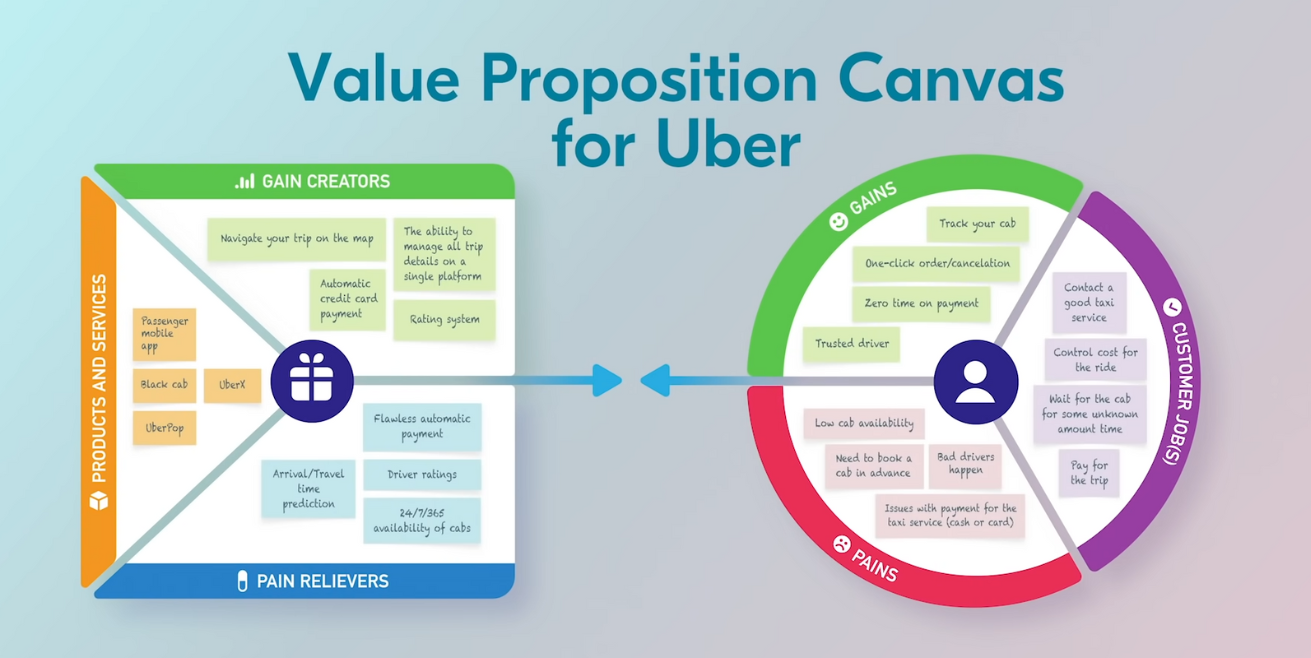 Value Proposition Canvas
for Uber
GAIN CREATORS
Navigate your trip on the map
The ability to
manage all trip
details on a
single platform
Automatic
credit card
payment
Rating system
PRODUCTS AND SERVICES
Passenger
mobile
app
Black cab
UberX
UberPop
Flawless automatic
payment
Arrival/Travel
time
prediction
Driver ratings
24/7/365
availability of cabs
PAIN RELIEVERS
GAINS
Track your cab
One-click order/cancelation
Zero time on payment
Trusted driver
CUSTOMER JOB(S)
Contact a
good taxi
service
Control cost for
the ride
Wait for the cab
for some unknown
amount time
Pay for
the trip
Low cab availability
Need to book a
cab in advance
Bad drivers
happen
Issues with payment for the
taxi service (cash or card)
PAINS